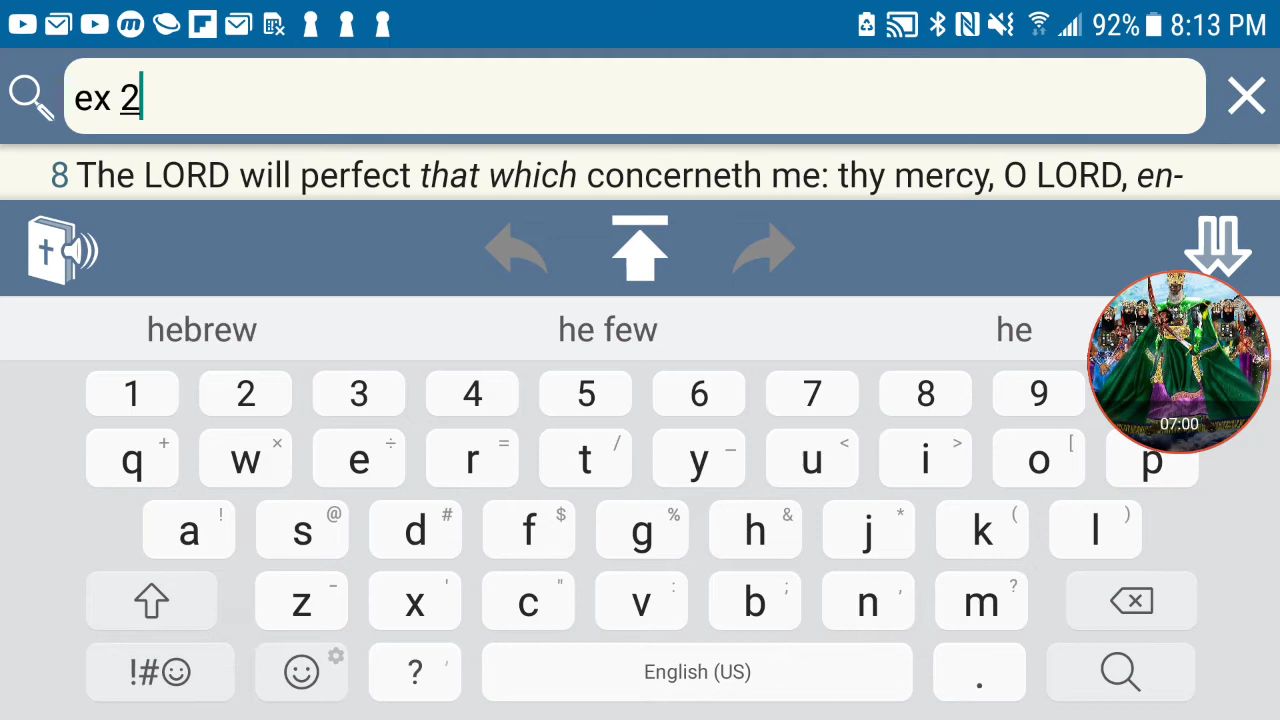 92% 8:13 PM
ex 2
8 The LORD will perfect that which concerneth me: thy mercy, O LORD, en-
hebrew he few he
07:00
1 2 3 4 5 6 7 8 9
q + w × e ÷ r = t / y _ u < i > o [ p
a ! s @ d # f $ g % h & j * k ( l )
z - x ' c " v : b ; n , m ?
!#☺ ? , English (US) .